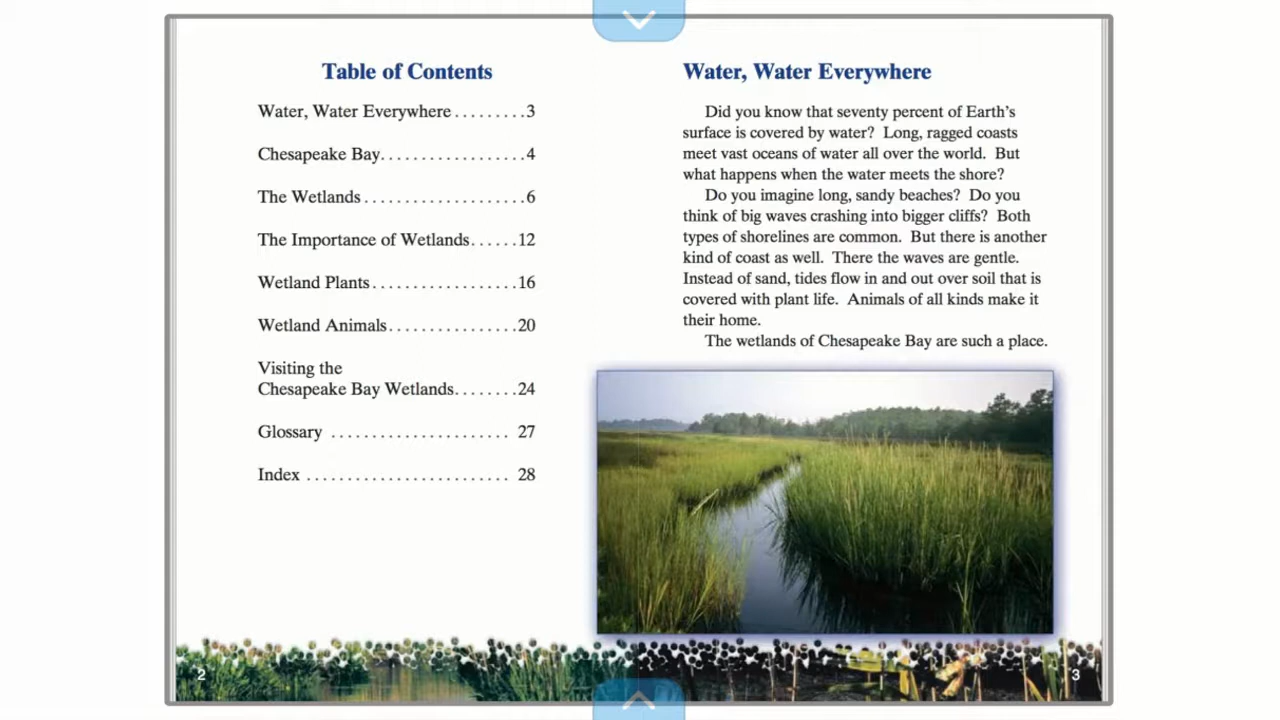 Table of Contents
Water, Water Everywhere.........3
Chesapeake Bay.................4
The Wetlands...................6
The Importance of Wetlands......12
Wetland Plants.................16
Wetland Animals...............20
Visiting the
Chesapeake Bay Wetlands........24
Glossary ...................... 27
Index ......................... 28
2
Water, Water Everywhere
Did you know that seventy percent of Earth's
surface is covered by water? Long, ragged coasts
meet vast oceans of water all over the world. But
what happens when the water meets the shore?
Do you imagine long, sandy beaches? Do you
think of big waves crashing into bigger cliffs? Both
types of shorelines are common. But there is another
kind of coast as well. There the waves are gentle.
Instead of sand, tides flow in and out over soil that is
covered with plant life. Animals of all kinds make it
their home.
The wetlands of Chesapeake Bay are such a place.
3